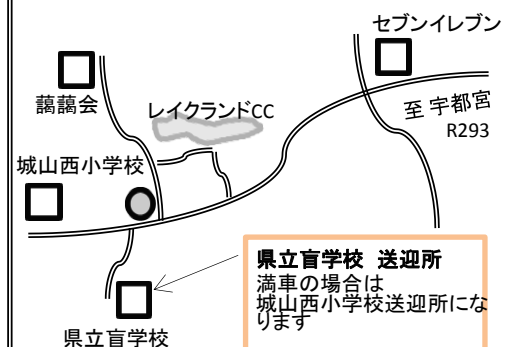 セブンイレブン
藹藹会
レイクランドCC
至 宇都宮
R293
城山西小学校
県立盲学校 送迎所
満車の場合は
城山西小学校送迎所にな
ります
県立盲学校